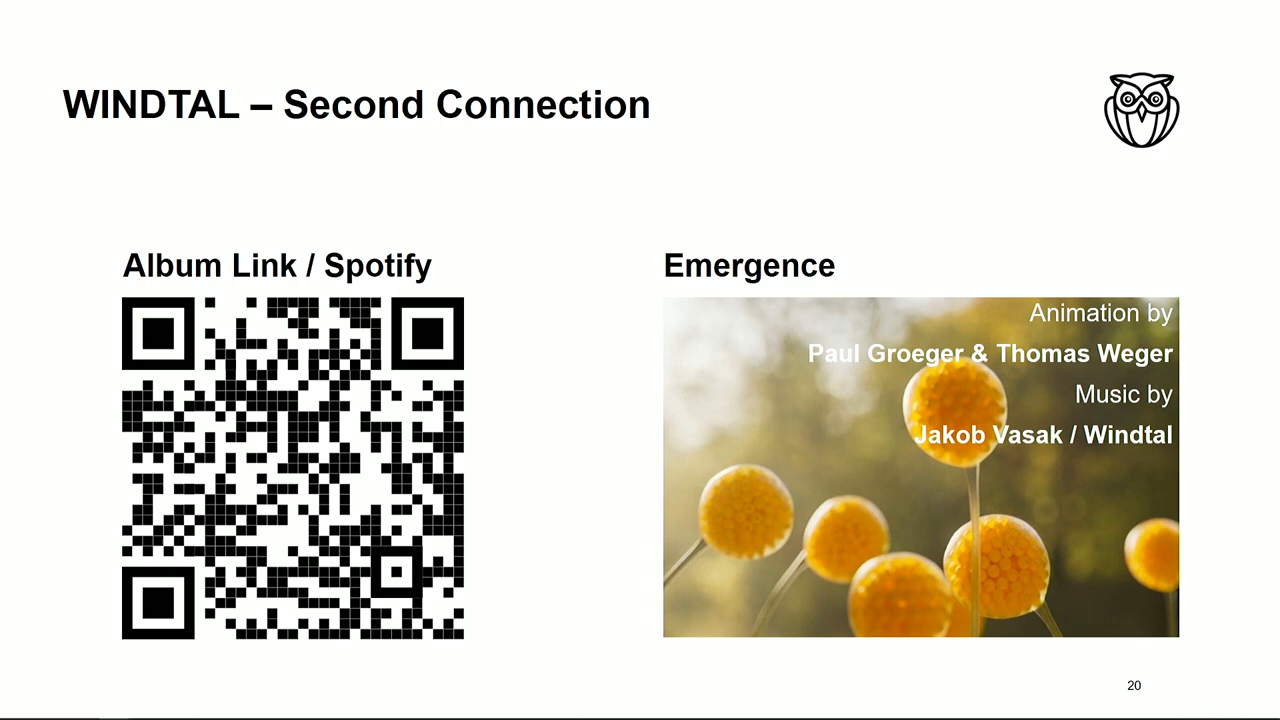 WINDTAL – Second Connection
Album Link / Spotify
Emergence
Animation by
Paul Groeger & Thomas Weger
Music by
Jakob Vasak / Windtal
20